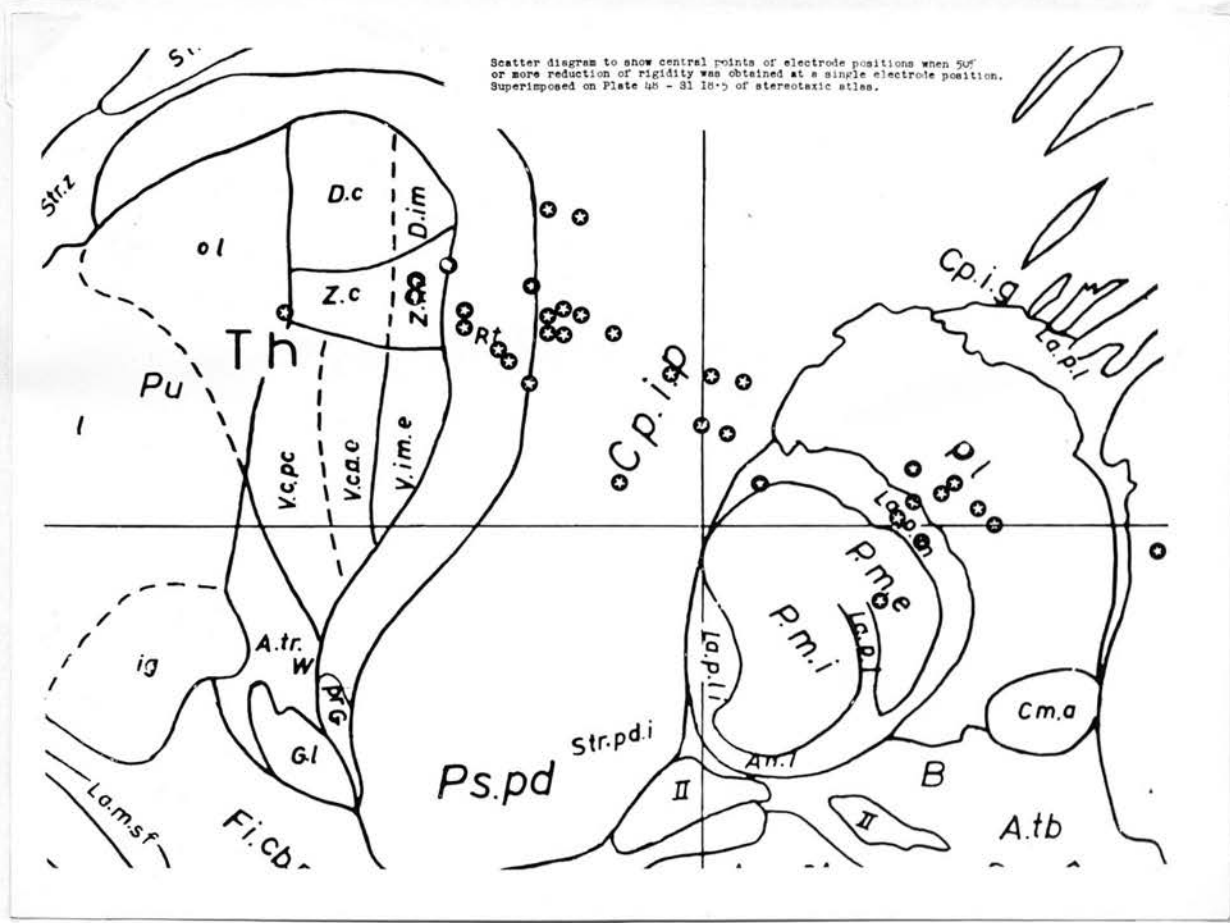 Scatter diagram to show central points of electrode positions when 50%
or more reduction of rigidity was obtained at a single electrode position.
Superimposed on Plate 48 - Sl 18·5 of stereotaxic atlas.
Str.z
D.c
D.im
ol
Z.c
Cp.i.g
La.p.l
Th
Rt
Pu
l
Cp.i.p
pl
V.c.pc
V.c.a.e
V.im.e
La.p.m
P.m.e
P.m.i
La.p.i
La.p.l i
A.tr.
W
ig
pr G
G.l
Cm.a
Str.pd.i
Ps.pd
An.l
B
II
II
La.m.sf
Fi.cb
A.tb